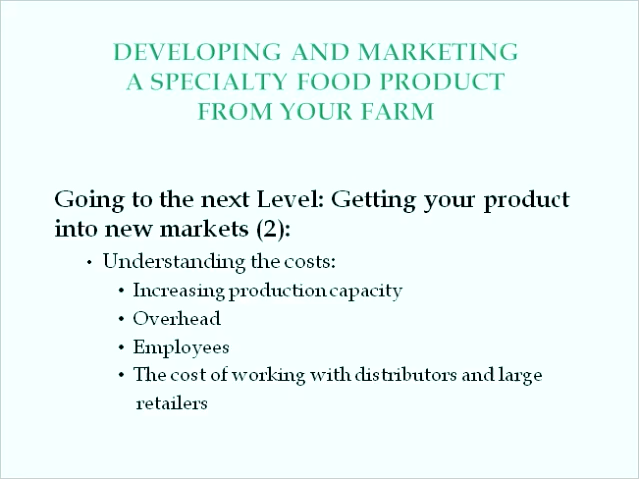 DEVELOPING AND MARKETING
A SPECIALTY FOOD PRODUCT
FROM YOUR FARM
Going to the next Level: Getting your product
into new markets (2):
• Understanding the costs:
• Increasing production capacity
• Overhead
• Employees
• The cost of working with distributors and large
retailers